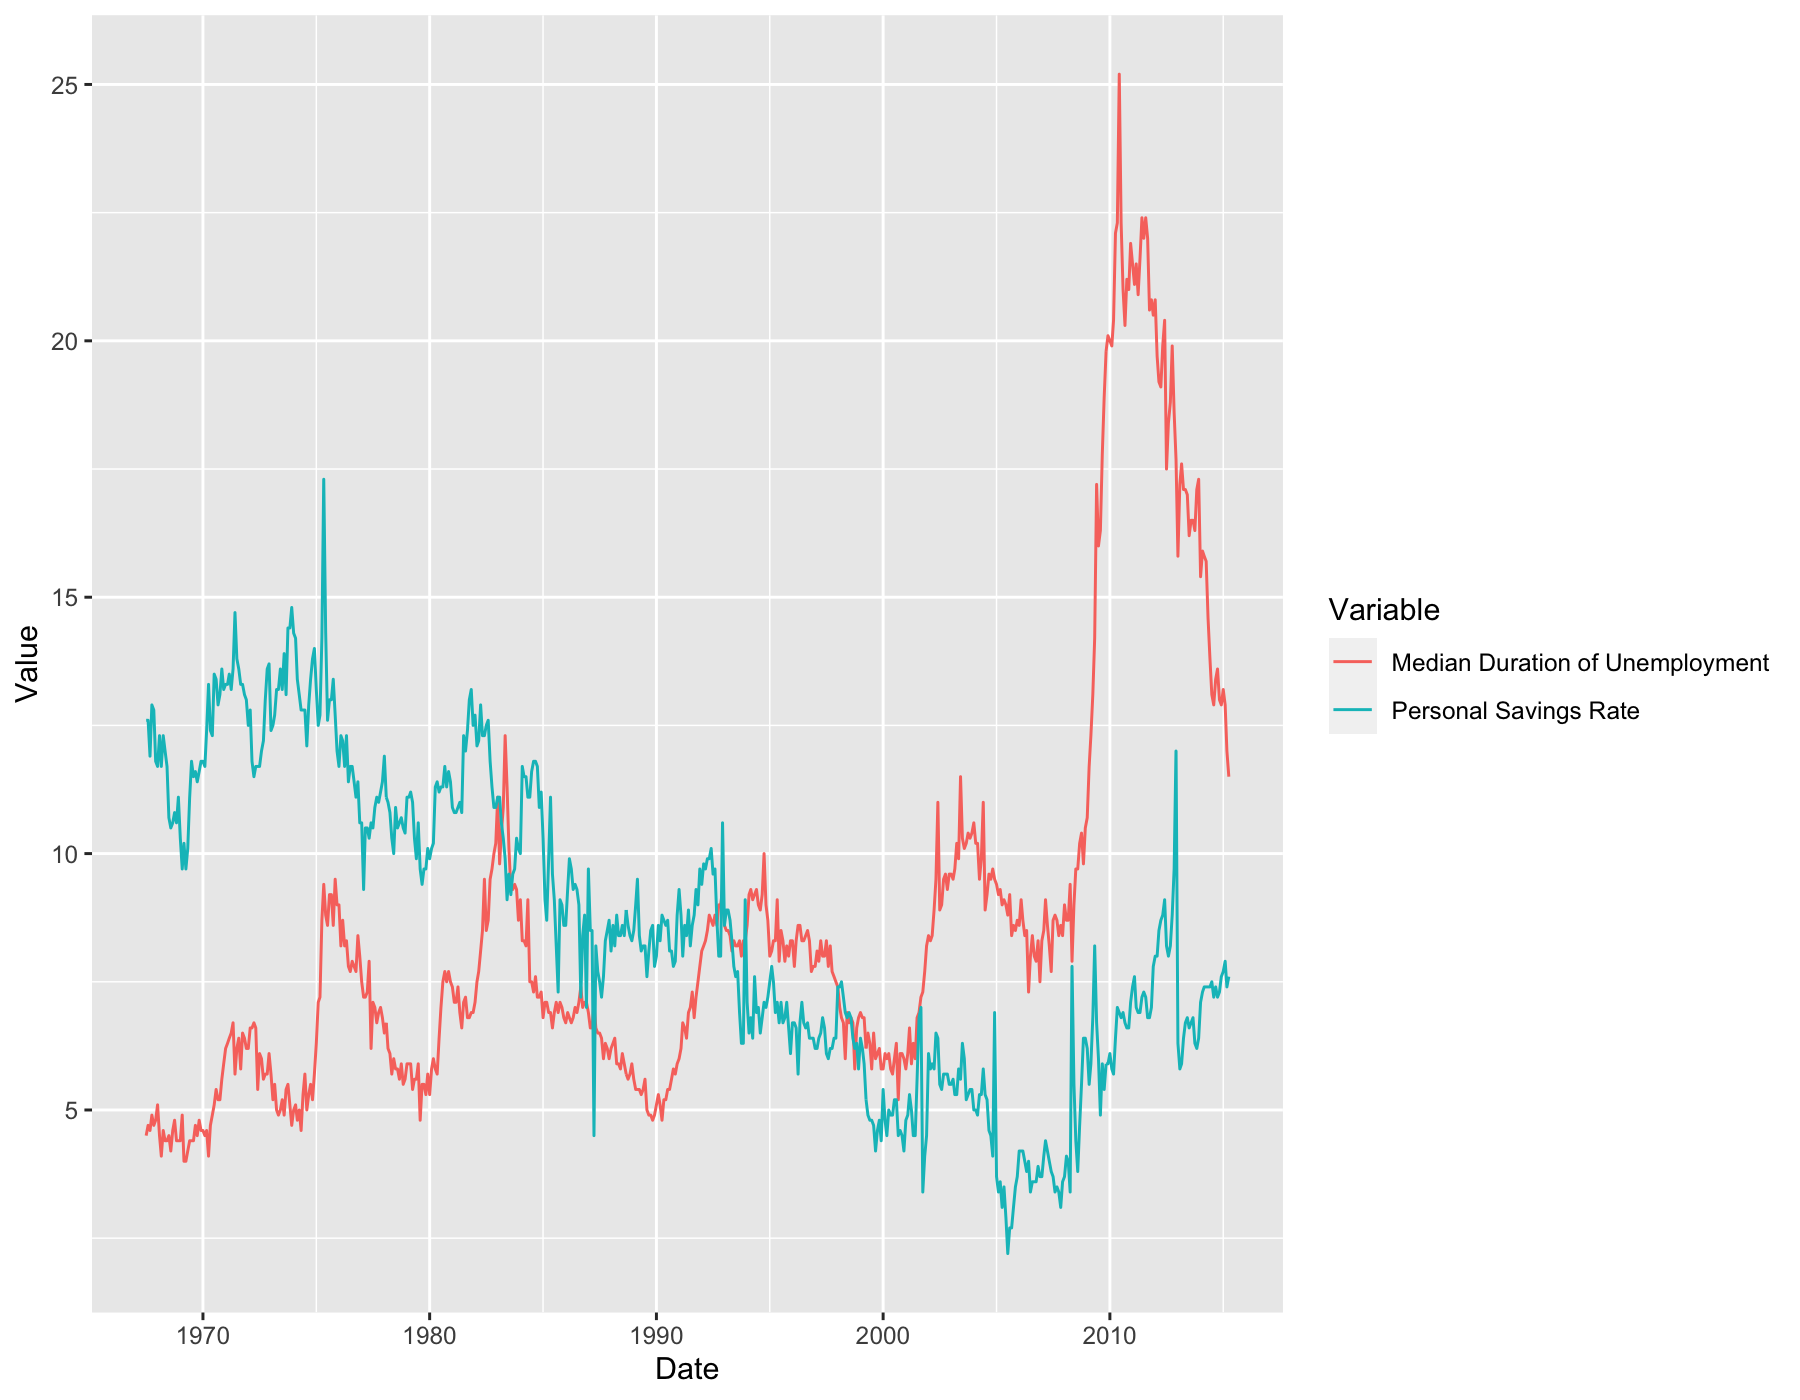 25
20
15
10
5
Value
1970 1980 1990 2000 2010
Date
Variable
Median Duration of Unemployment
Personal Savings Rate